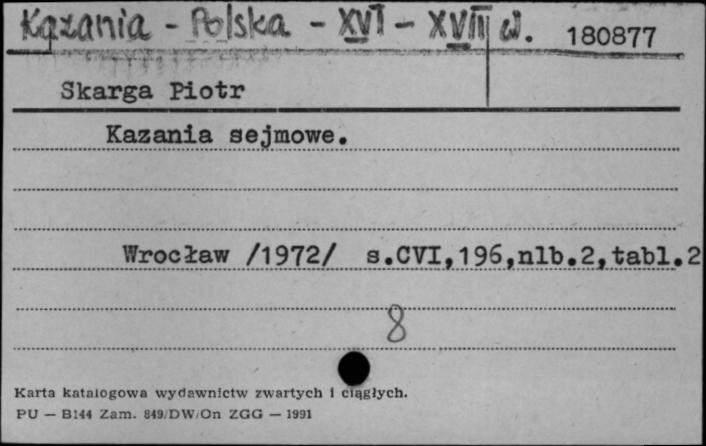 Kazania - Polska - XVI - XVII w. 180877
Skarga Piotr
Kazania sejmowe.
Wrocław /1972/ s.CVI,196,nlb.2,tabl.2
8
Karta katalogowa wydawnictw zwartych i ciągłych.
PU — B144 Zam. 849/DW/On ZGG — 1991